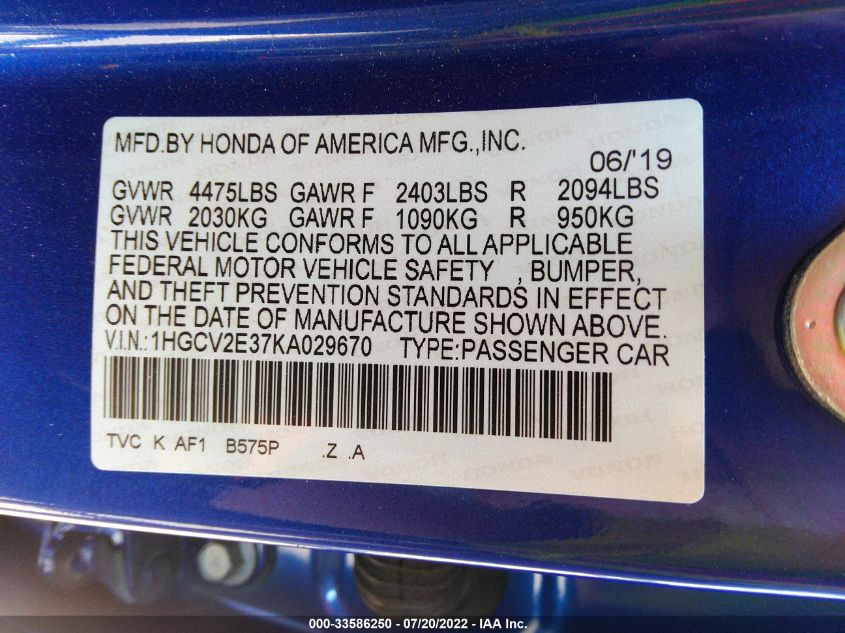 MFD.BY HONDA OF AMERICA MFG.,INC.
06/'19
GVWR 4475LBS GAWR F 2403LBS R 2094LBS
GVWR 2030KG GAWR F 1090KG R 950KG
THIS VEHICLE CONFORMS TO ALL APPLICABLE
FEDERAL MOTOR VEHICLE SAFETY , BUMPER,
AND THEFT PREVENTION STANDARDS IN EFFECT
ON THE DATE OF MANUFACTURE SHOWN ABOVE.
V.I.N.:1HGCV2E37KA029670 TYPE:PASSENGER CAR
TVC K AF1 B575P .Z .A
000-33586250 - 07/20/2022 - IAA Inc.